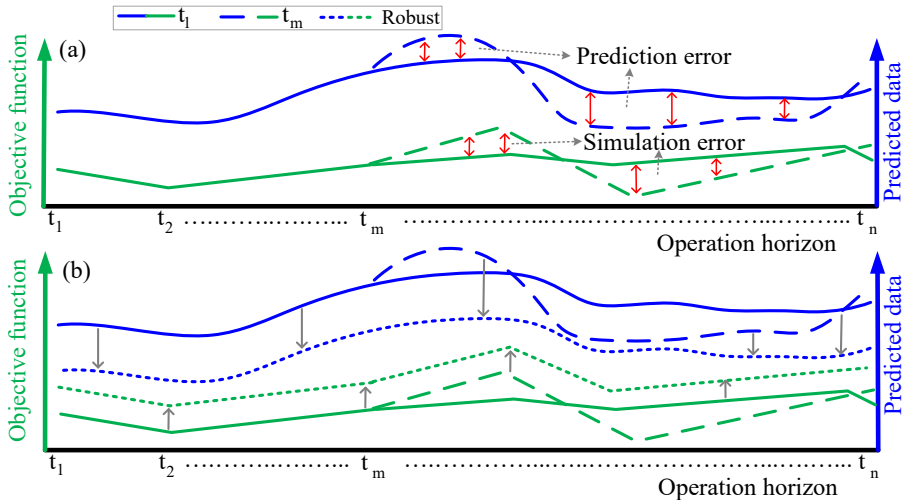 t_l t_m Robust
(a)
Objective function
Predicted data
Prediction error
Simulation error
t_1 t_2 ..................... t_m ................................................ t_n
Operation horizon
(b)
Objective function
Predicted data
t_1 t_2 ..................... t_m ................................................ t_n
Operation horizon